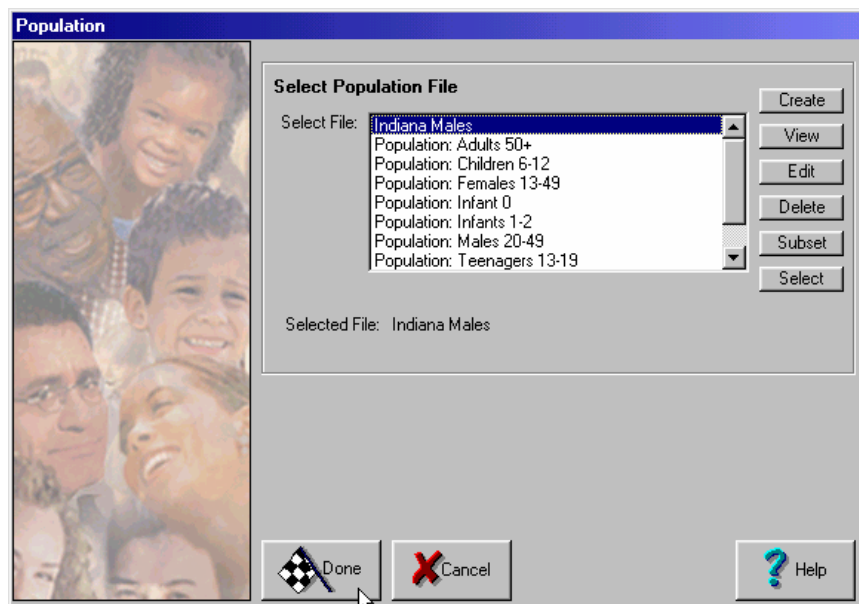 Population
Select Population File
Select File:
Indiana Males
Population: Adults 50+
Population: Children 6-12
Population: Females 13-49
Population: Infant 0
Population: Infants 1-2
Population: Males 20-49
Population: Teenagers 13-19
Create
View
Edit
Delete
Subset
Select
Selected File: Indiana Males
Done
Cancel
? Help